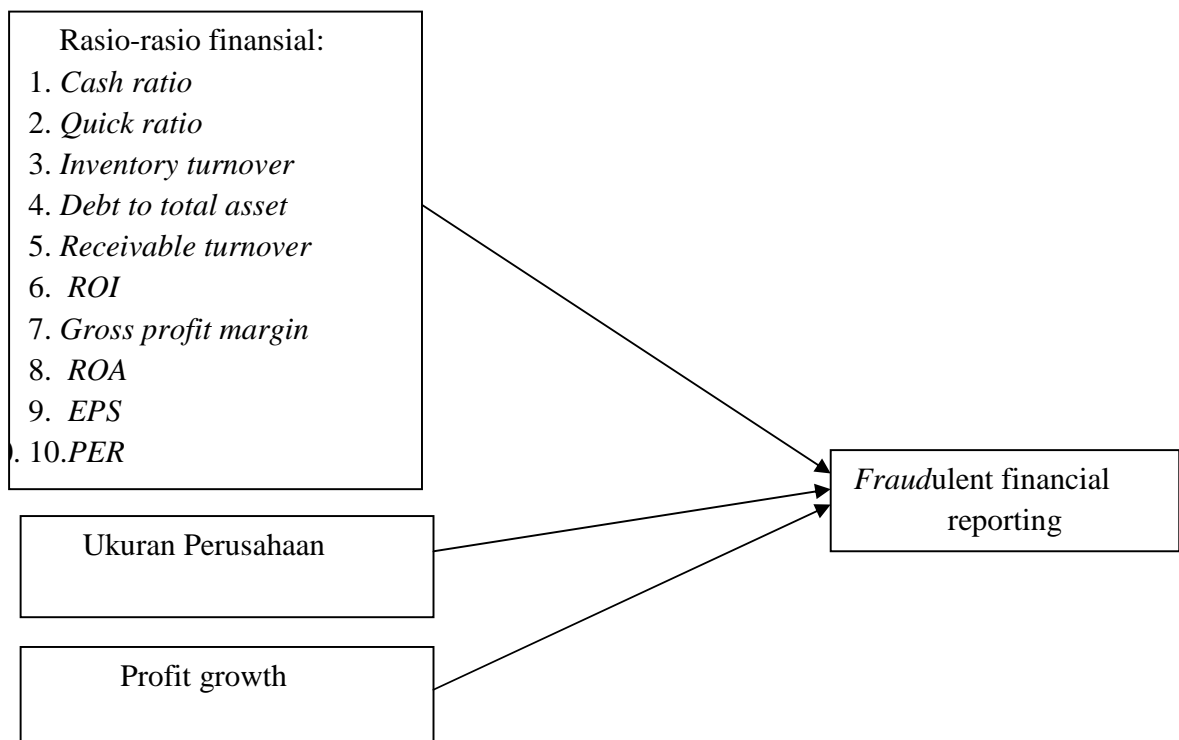 Rasio-rasio finansial:
1. Cash ratio
2. Quick ratio
3. Inventory turnover
4. Debt to total asset
5. Receivable turnover
6. ROI
7. Gross profit margin
8. ROA
9. EPS
. 10.PER
Fraudulent financial
reporting
Ukuran Perusahaan
Profit growth